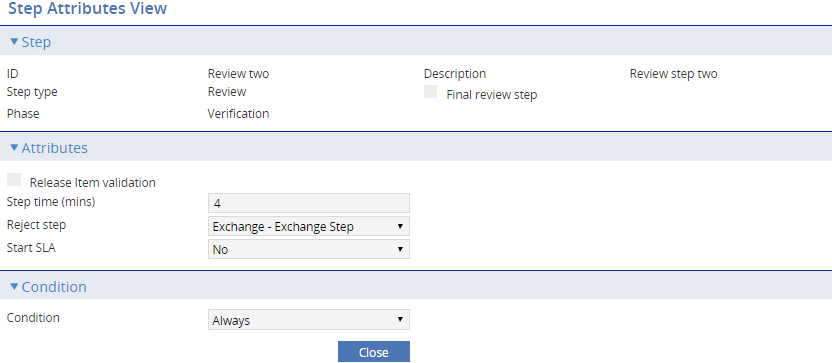 Step Attributes View
Step
ID Review two Description Review step two
Step type Review Final review step
Phase Verification
Attributes
Release Item validation
Step time (mins) 4
Reject step Exchange - Exchange Step
Start SLA No
Condition
Condition Always
Close